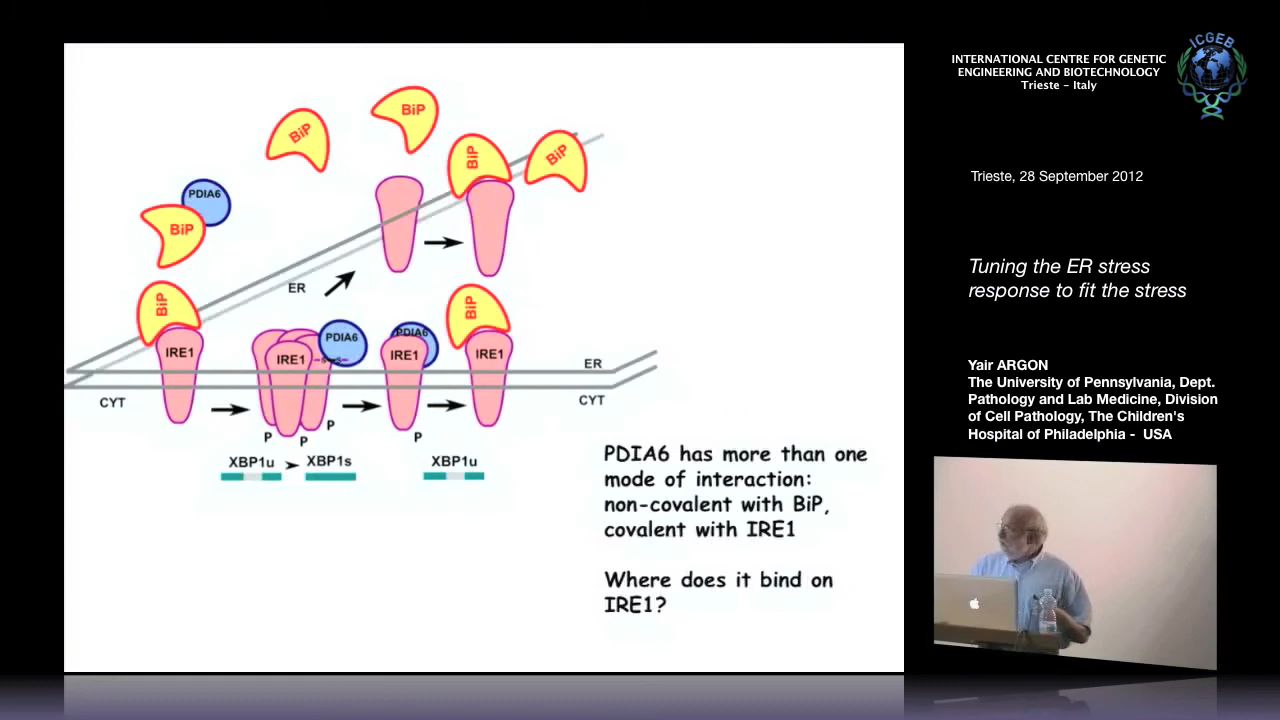 BiP
BiP
BiP
BiP
PDIA6
BiP
ER
BiP
BiP
IRE1
IRE1
PDIA6
-S-S-
PDIA6
IRE1
IRE1
ER
CYT
CYT
P
P
P
P
XBP1u
XBP1s
XBP1u
PDIA6 has more than one
mode of interaction:
non-covalent with BiP,
covalent with IRE1
Where does it bind on
IRE1?
INTERNATIONAL CENTRE FOR GENETIC
ENGINEERING AND BIOTECHNOLOGY
Trieste - Italy
ICGEB
Trieste, 28 September 2012
Tuning the ER stress
response to fit the stress
Yair ARGON
The University of Pennsylvania, Dept.
Pathology and Lab Medicine, Division
of Cell Pathology, The Children's
Hospital of Philadelphia - USA